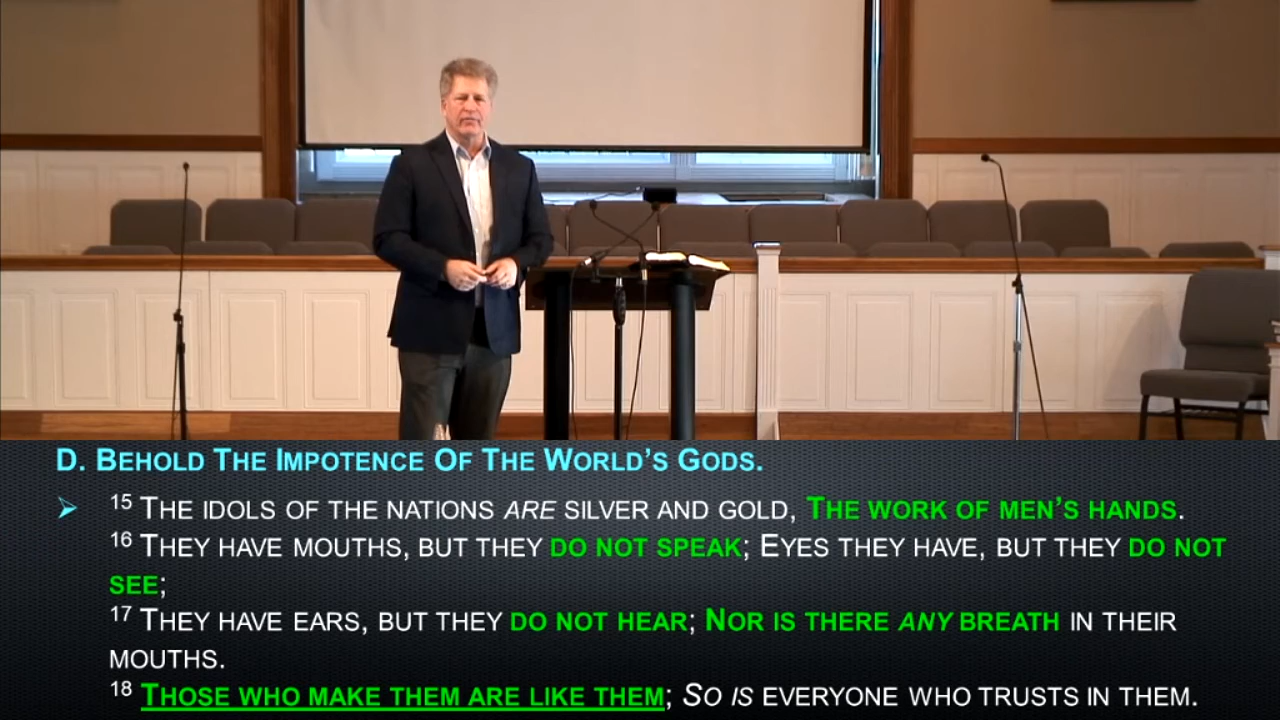 D. BEHOLD THE IMPOTENCE OF THE WORLD'S GODS.
15 THE IDOLS OF THE NATIONS ARE SILVER AND GOLD, THE WORK OF MEN'S HANDS.
16 THEY HAVE MOUTHS, BUT THEY DO NOT SPEAK; EYES THEY HAVE, BUT THEY DO NOT
SEE;
17 THEY HAVE EARS, BUT THEY DO NOT HEAR; NOR IS THERE ANY BREATH IN THEIR
MOUTHS.
18 THOSE WHO MAKE THEM ARE LIKE THEM; SO IS EVERYONE WHO TRUSTS IN THEM.